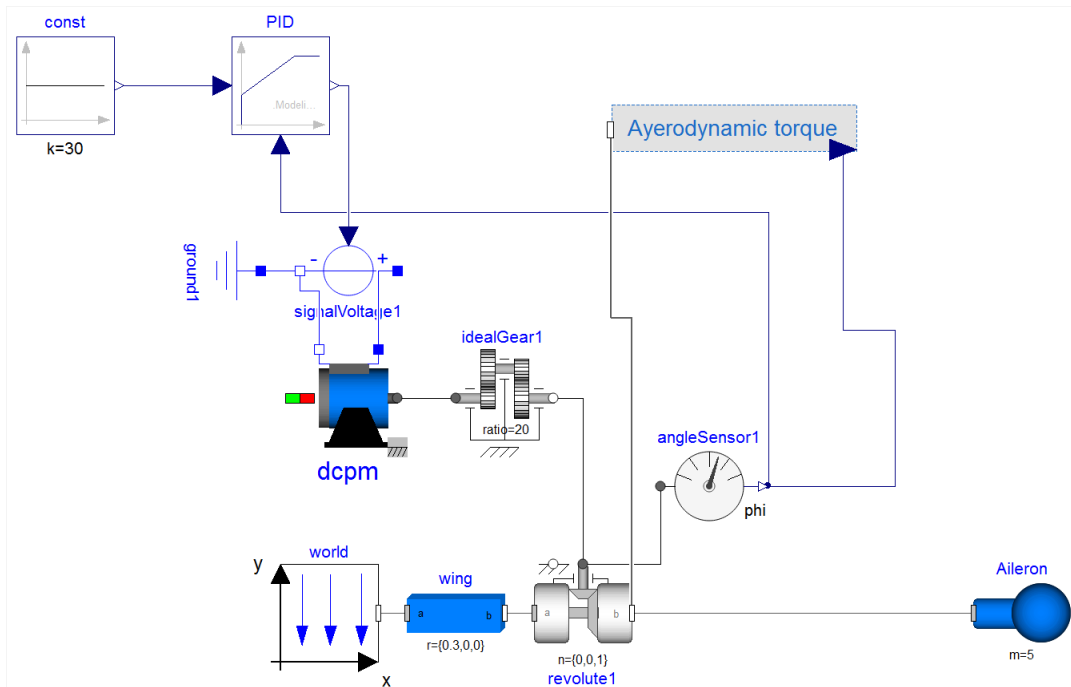 const
PID
.Modeli...
k=30
Ayerodynamic torque
ground1
-
+
signalVoltage1
idealGear1
ratio=20
dcpm
angleSensor1
phi
world
y
x
wing
a
b
r={0.3,0,0}
a
b
n={0,0,1}
revolute1
Aileron
m=5